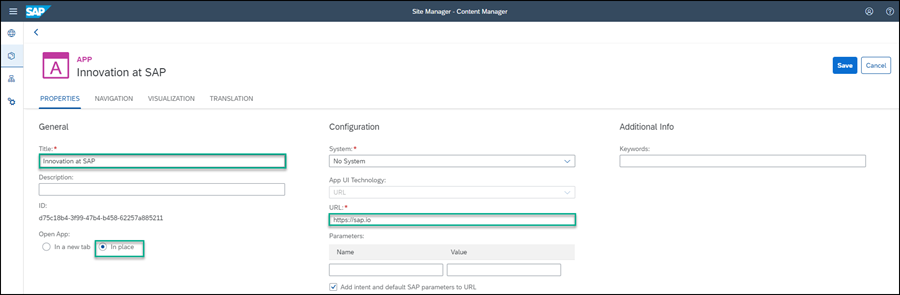 SAP
Site Manager - Content Manager
A
APP
Innovation at SAP
Save
Cancel
PROPERTIES
NAVIGATION
VISUALIZATION
TRANSLATION
General
Title:*
Innovation at SAP
Description:
ID:
d75c18b4-3f99-47b4-b458-62257a885211
Open App:
In a new tab
In place
Configuration
System:*
No System
App UI Technology:
URL
URL:*
https://sap.io
Parameters:
Name
Value
Add intent and default SAP parameters to URL
Additional Info
Keywords: